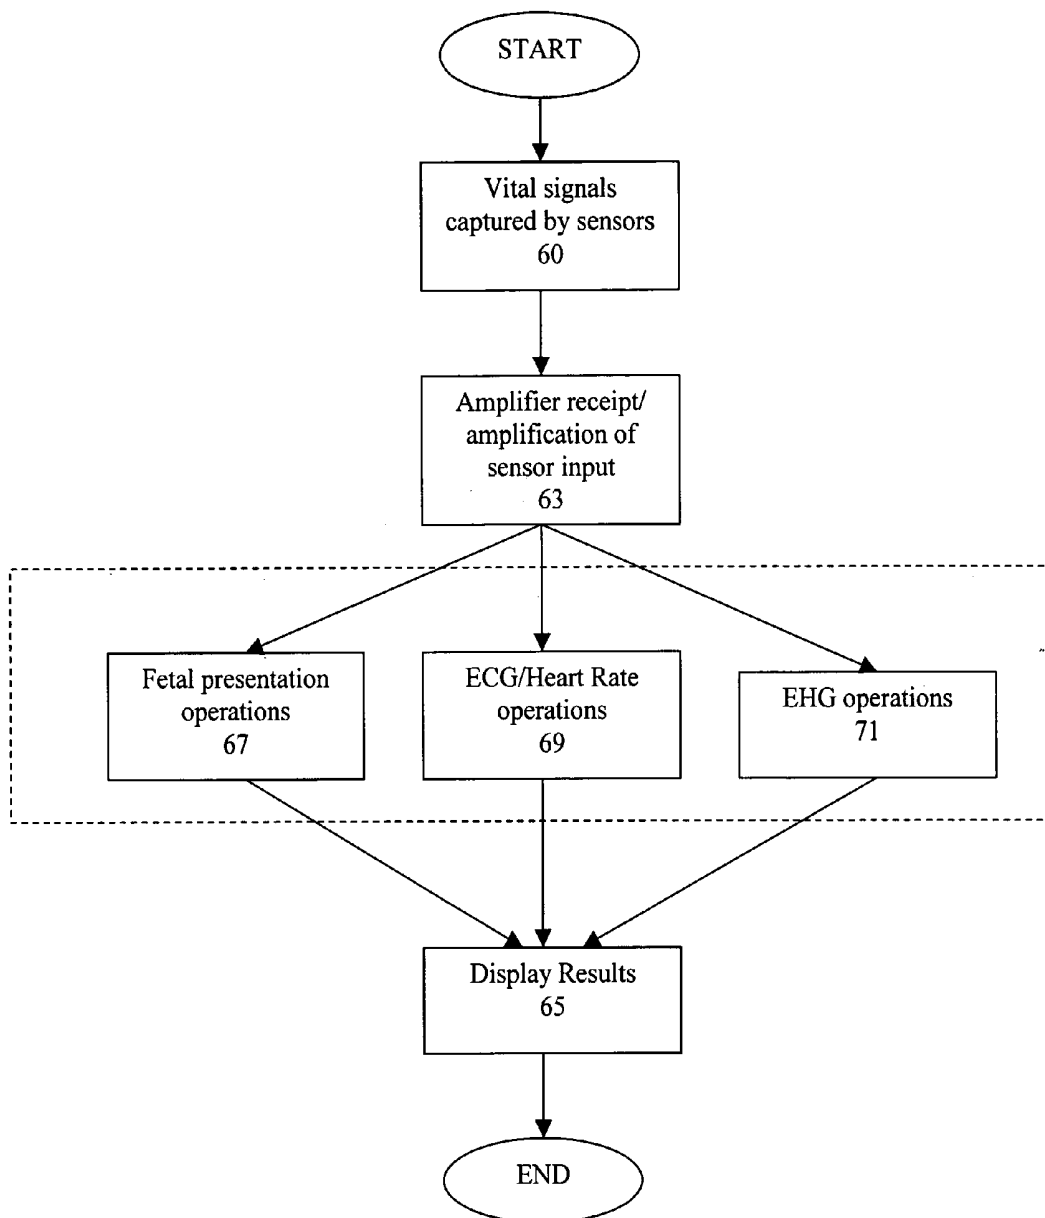 START
Vital signals
captured by sensors
60
Amplifier receipt/
amplification of
sensor input
63
Fetal presentation
operations
67
ECG/Heart Rate
operations
69
EHG operations
71
Display Results
65
END